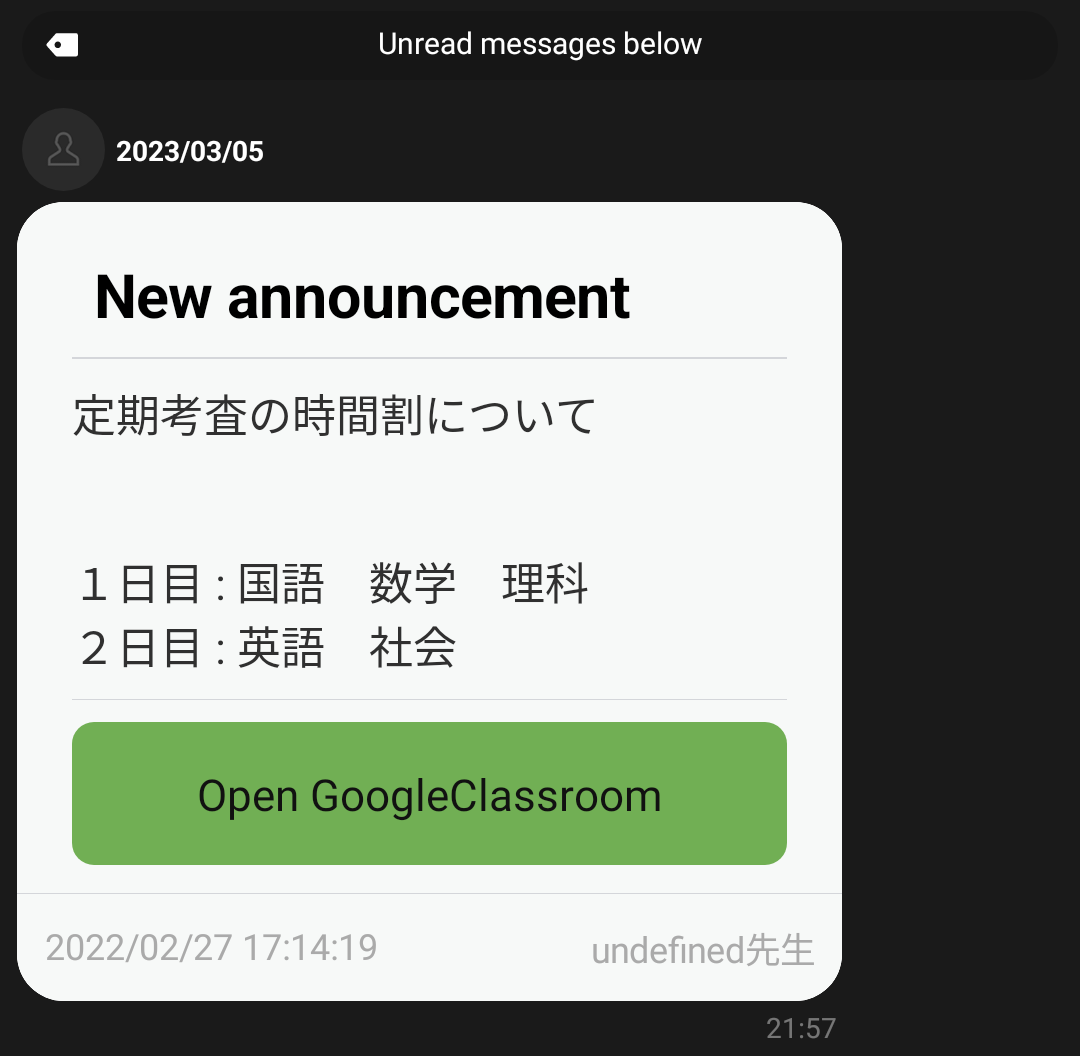 Unread messages below
2023/03/05
New announcement
定期考査の時間割について
１日目 : 国語　数学　理科
２日目 : 英語　社会
Open GoogleClassroom
2022/02/27 17:14:19
undefined先生
21:57